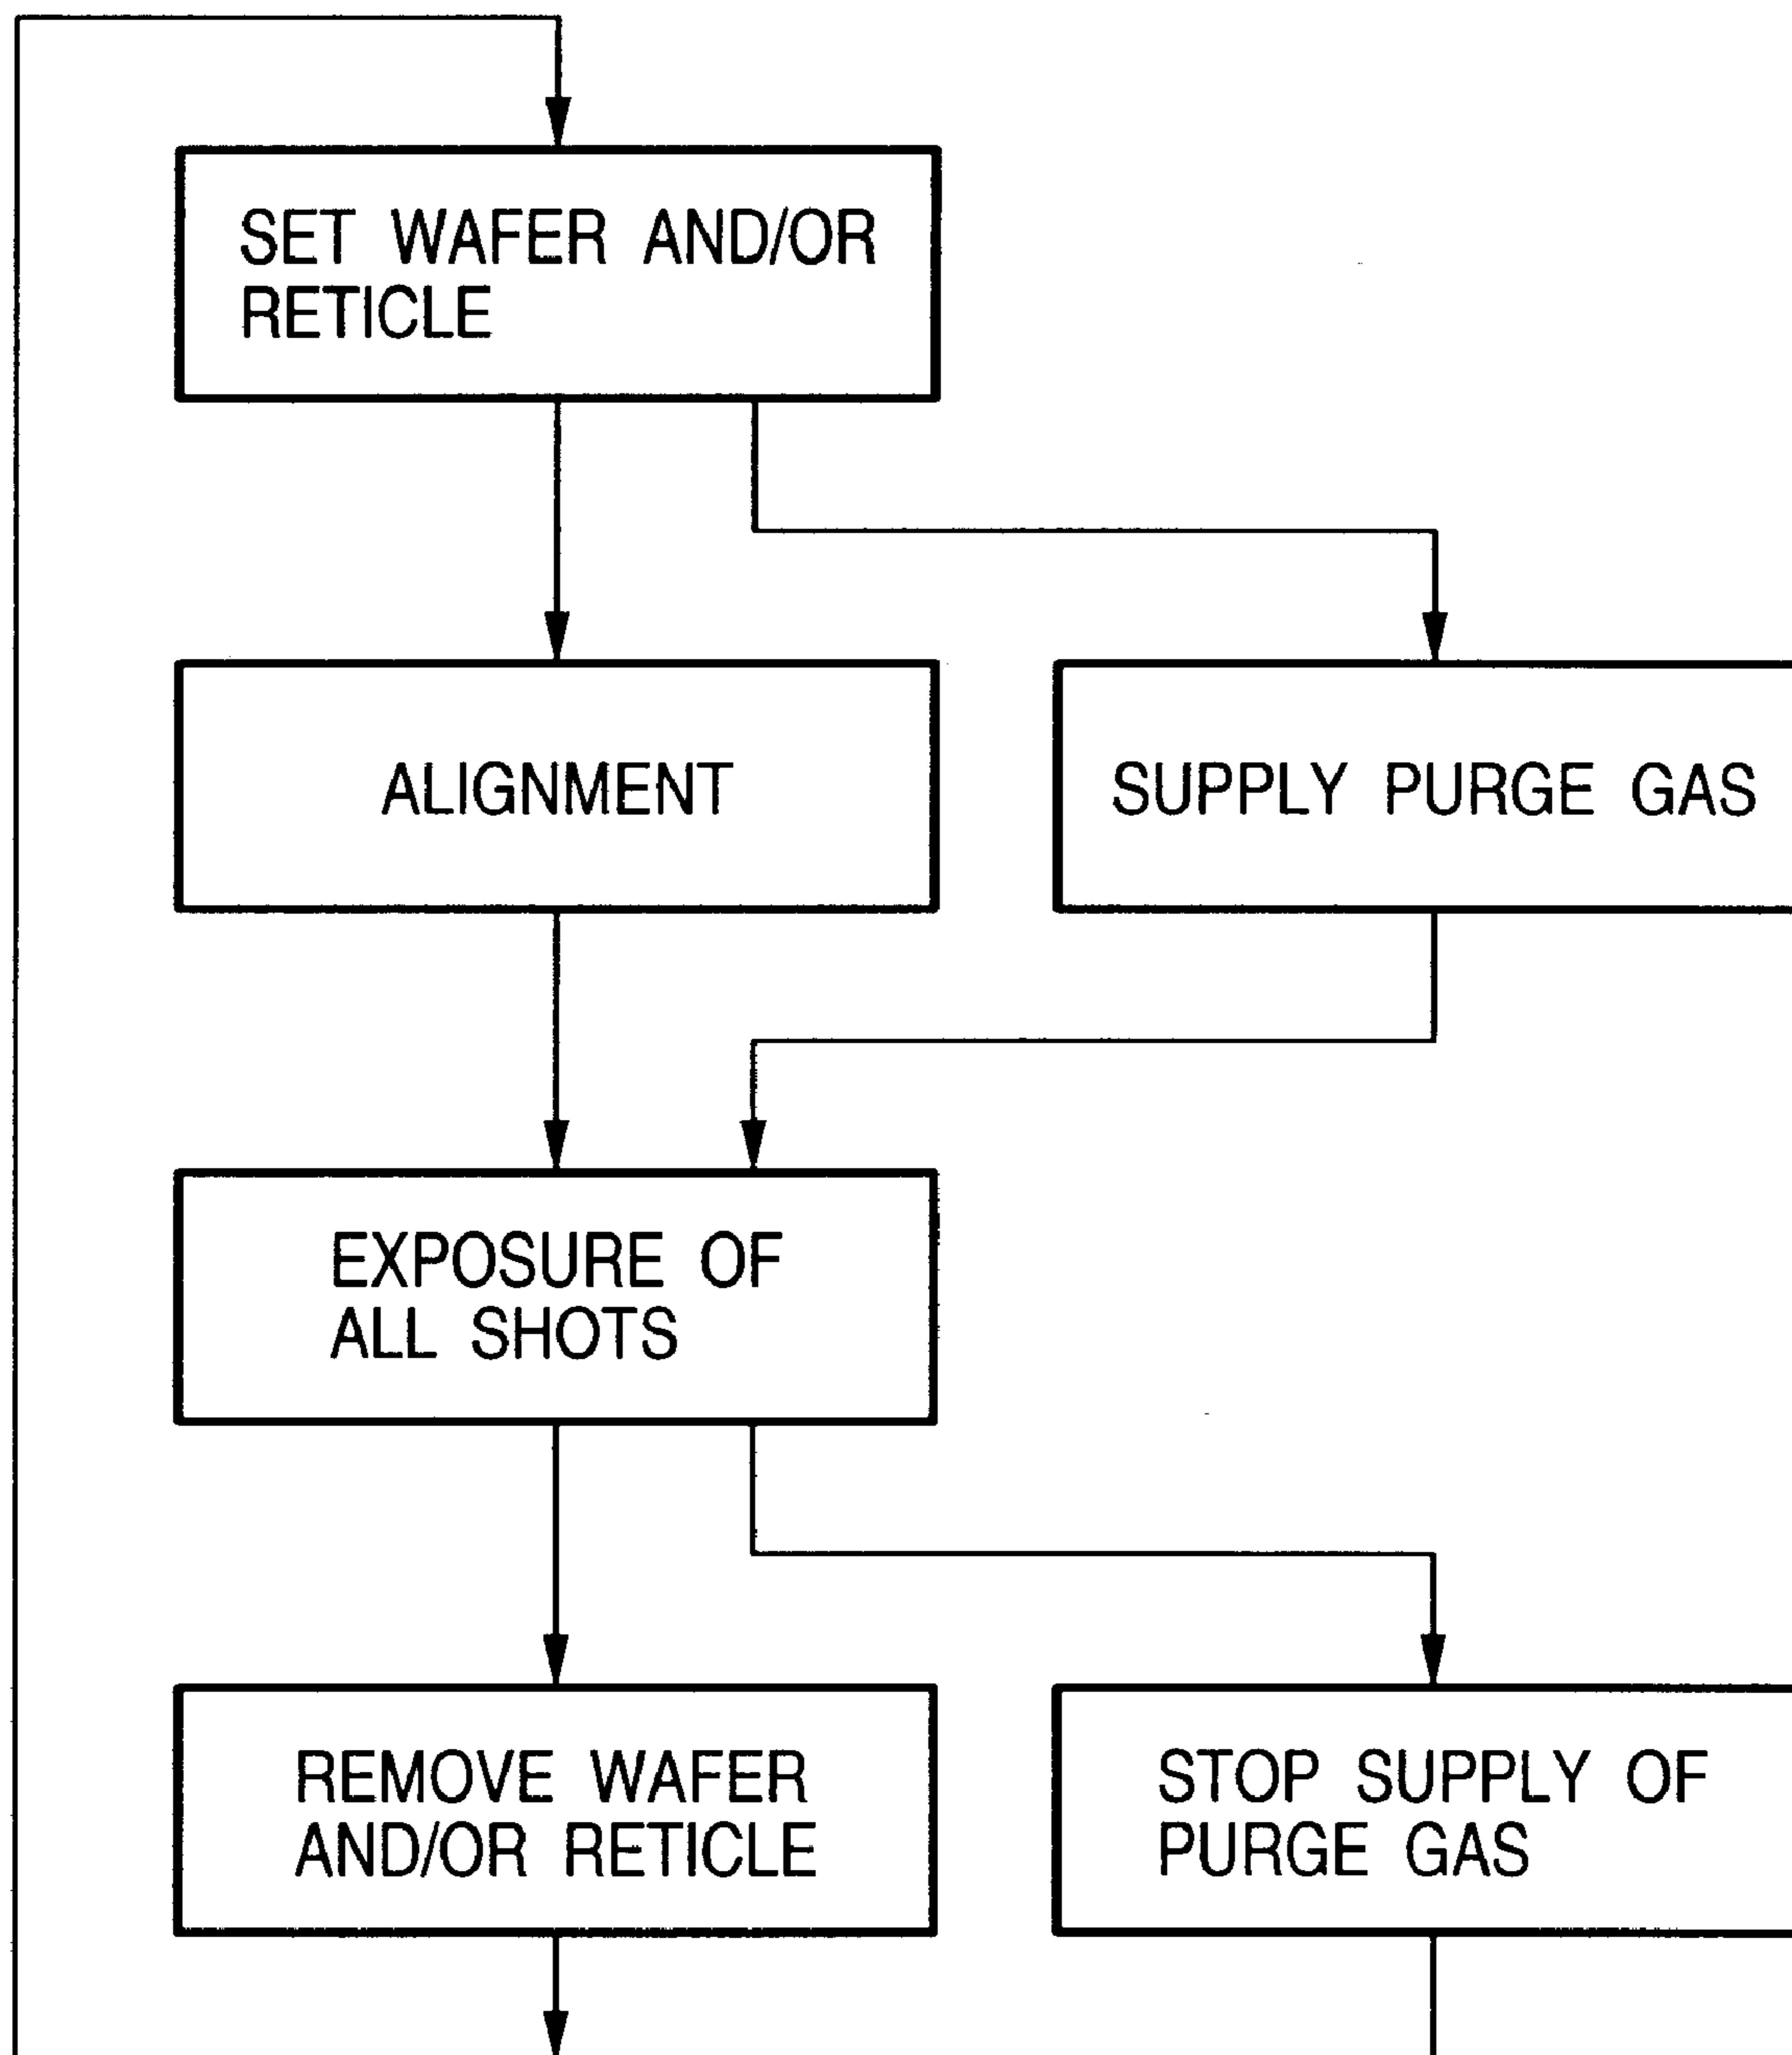 SET WAFER AND/OR
RETICLE
ALIGNMENT
SUPPLY PURGE GAS
EXPOSURE OF
ALL SHOTS
REMOVE WAFER
AND/OR RETICLE
STOP SUPPLY OF
PURGE GAS